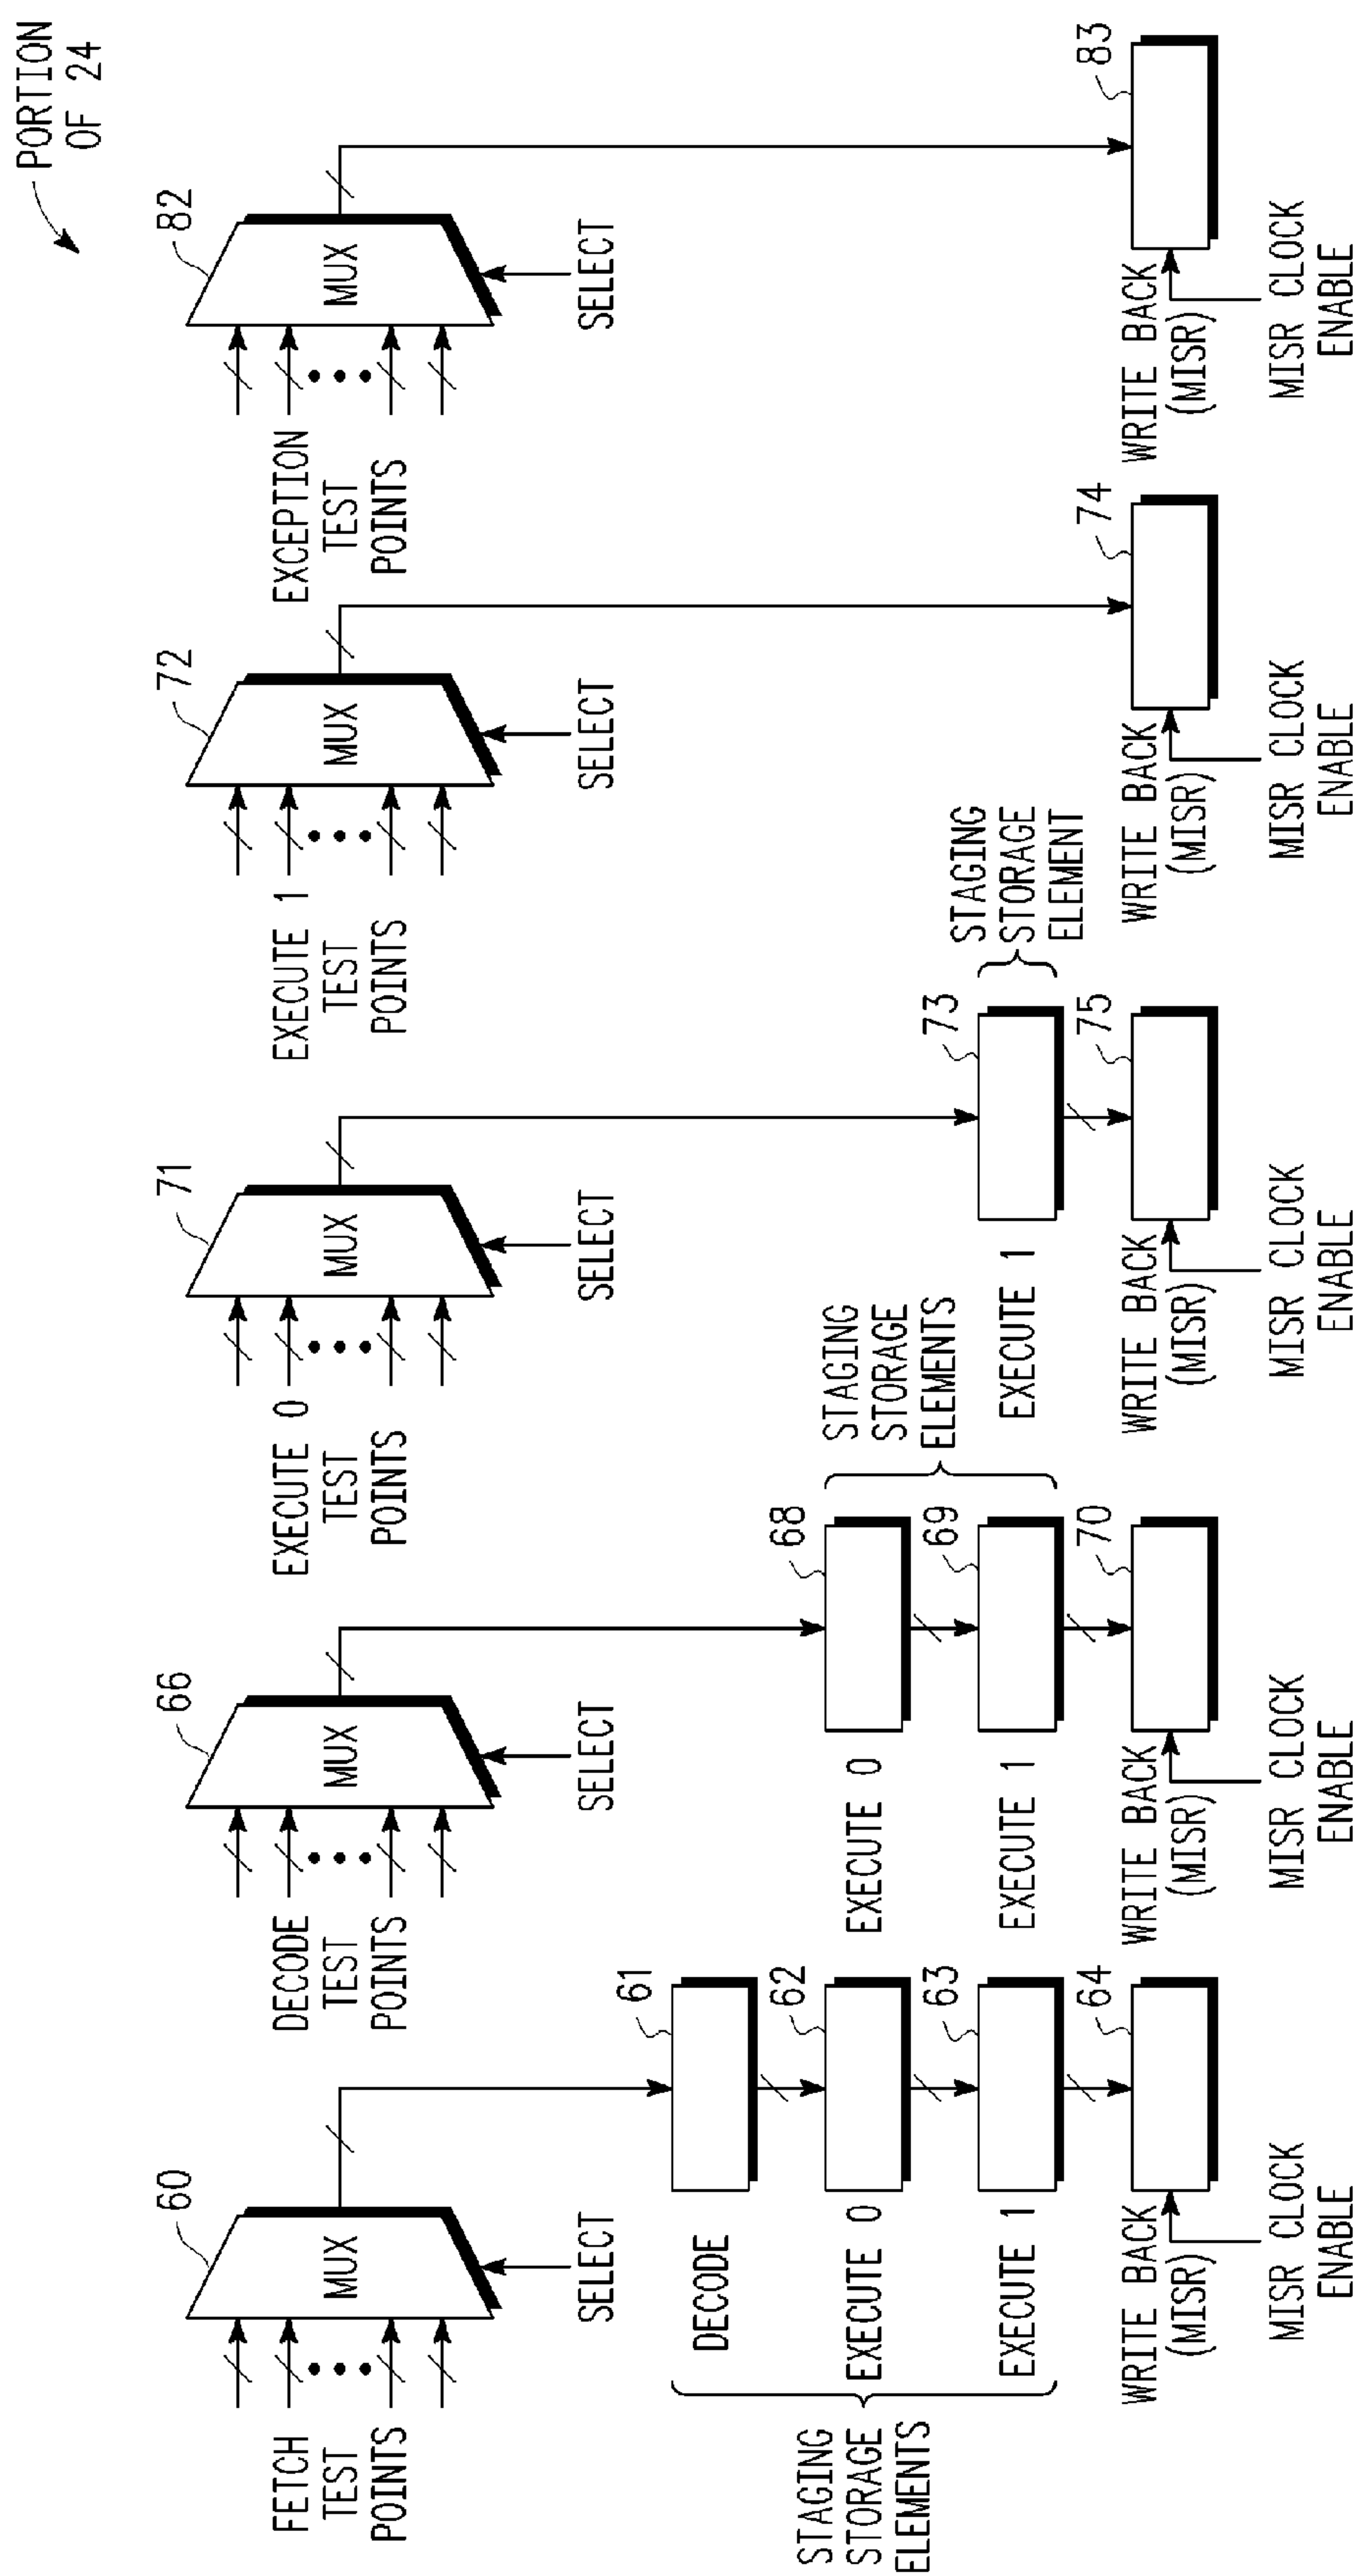 PORTION
OF 24
60
FETCH
TEST
POINTS
MUX
SELECT
STAGING
STORAGE
ELEMENTS
DECODE
61
EXECUTE 0
62
EXECUTE 1
63
WRITE BACK
(MISR)
64
MISR CLOCK
ENABLE
66
DECODE
TEST
POINTS
MUX
SELECT
EXECUTE 0
68
EXECUTE 1
69
STAGING
STORAGE
ELEMENTS
WRITE BACK
(MISR)
70
MISR CLOCK
ENABLE
71
EXECUTE 0
TEST
POINTS
MUX
SELECT
EXECUTE 1
73
STAGING
STORAGE
ELEMENT
WRITE BACK
(MISR)
75
MISR CLOCK
ENABLE
72
EXECUTE 1
TEST
POINTS
MUX
SELECT
WRITE BACK
(MISR)
74
MISR CLOCK
ENABLE
82
EXCEPTION
TEST
POINTS
MUX
SELECT
WRITE BACK
(MISR)
83
MISR CLOCK
ENABLE